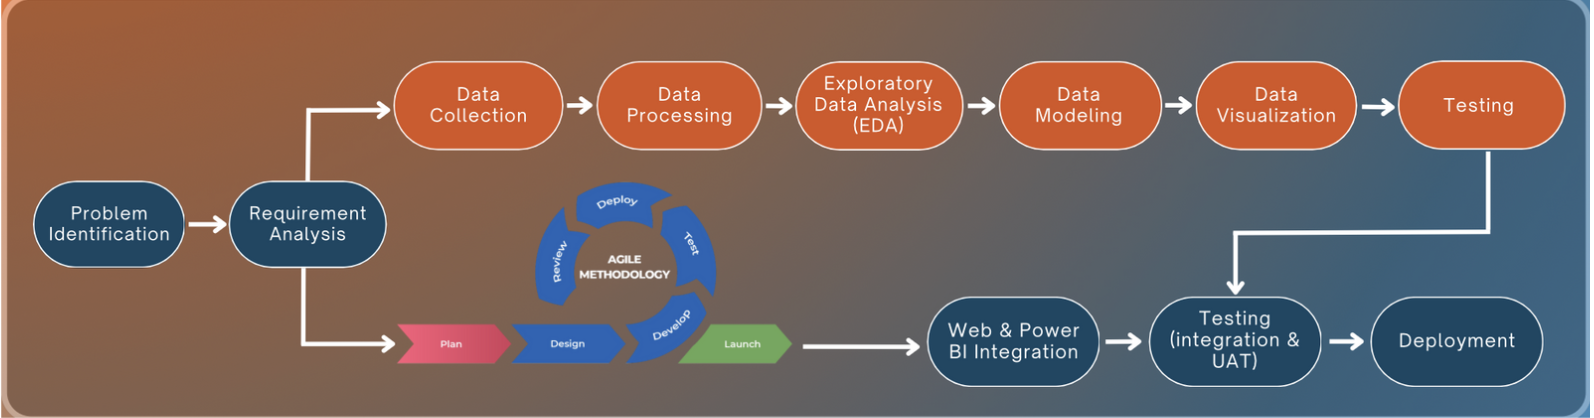 Problem
Identification
Requirement
Analysis
Data
Collection
Data
Processing
Exploratory
Data Analysis
(EDA)
Data
Modeling
Data
Visualization
Testing
Plan
Design
Develop
Test
Deploy
Review
AGILE
METHODOLOGY
Launch
Web & Power
BI Integration
Testing
(integration &
UAT)
Deployment